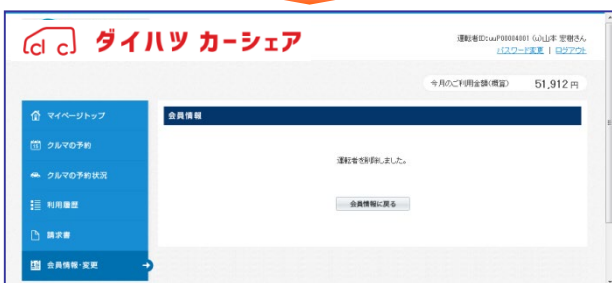 d c ダイハツ カーシェア
運転者ID:uuP00004001 (ω)山本 宏樹さん
パスワード変更 | ログアウト
今月のご利用金額(概算) 51,912 円
マイページトップ
会員情報
クルマの予約
運転者を削除しました。
クルマの予約状況
利用履歴
会員情報に戻る
請求書
会員情報・変更